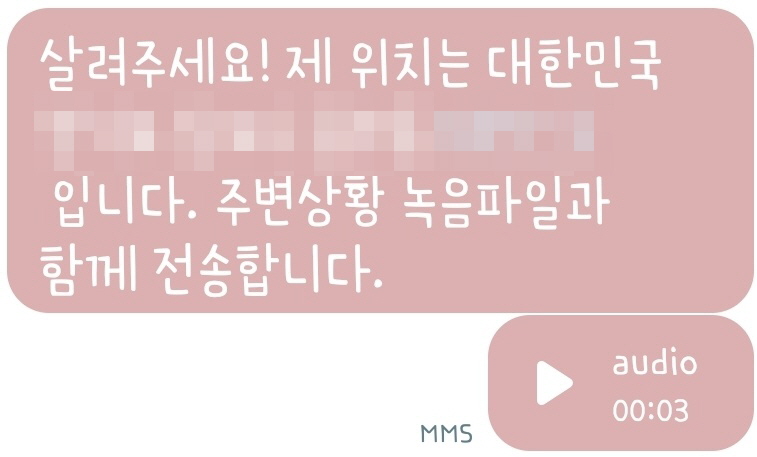 살려주세요! 제 위치는 대한민국
입니다. 주변상황 녹음파일과
함께 전송합니다.
audio
00:03
MMS